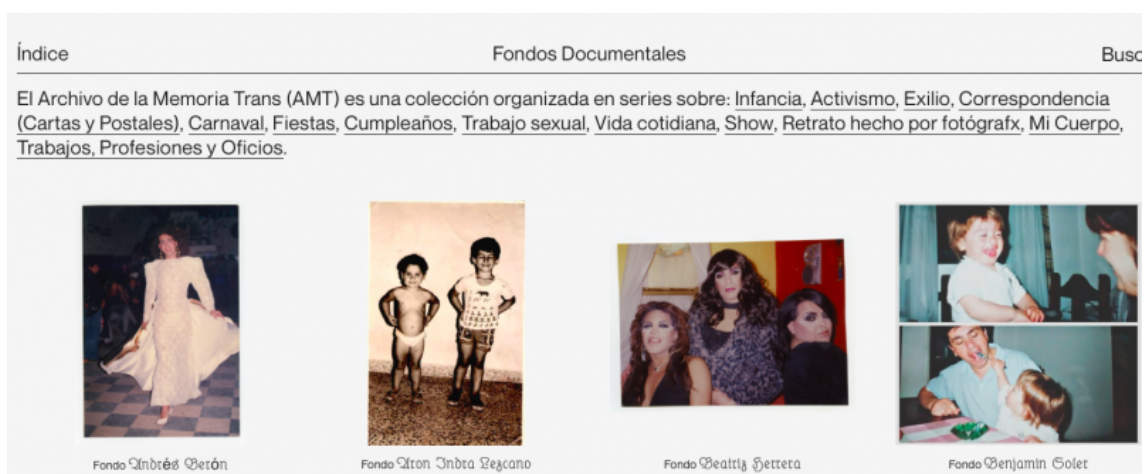 Índice
Fondos Documentales
Busc
El Archivo de la Memoria Trans (AMT) es una colección organizada en series sobre: Infancia, Activismo, Exilio, Correspondencia
(Cartas y Postales), Carnaval, Fiestas, Cumpleaños, Trabajo sexual, Vida cotidiana, Show, Retrato hecho por fotógrafx, Mi Cuerpo,
Trabajos, Profesiones y Oficios.
Fondo Andrés Berón
Fondo Aron Indra Lezcano
Fondo Beatriz Herrera
Fondo Benjamin Soler